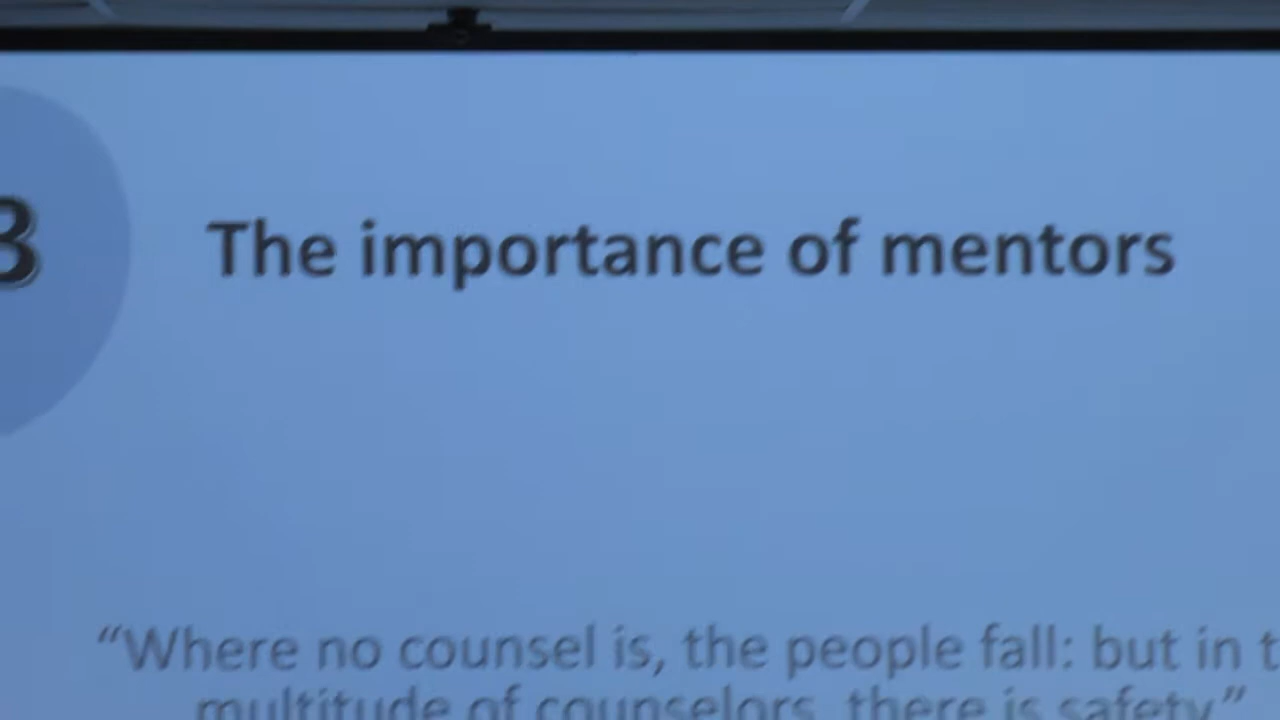 3
The importance of mentors
“Where no counsel is, the people fall: but in t
multitude of counselors, there is safety.”